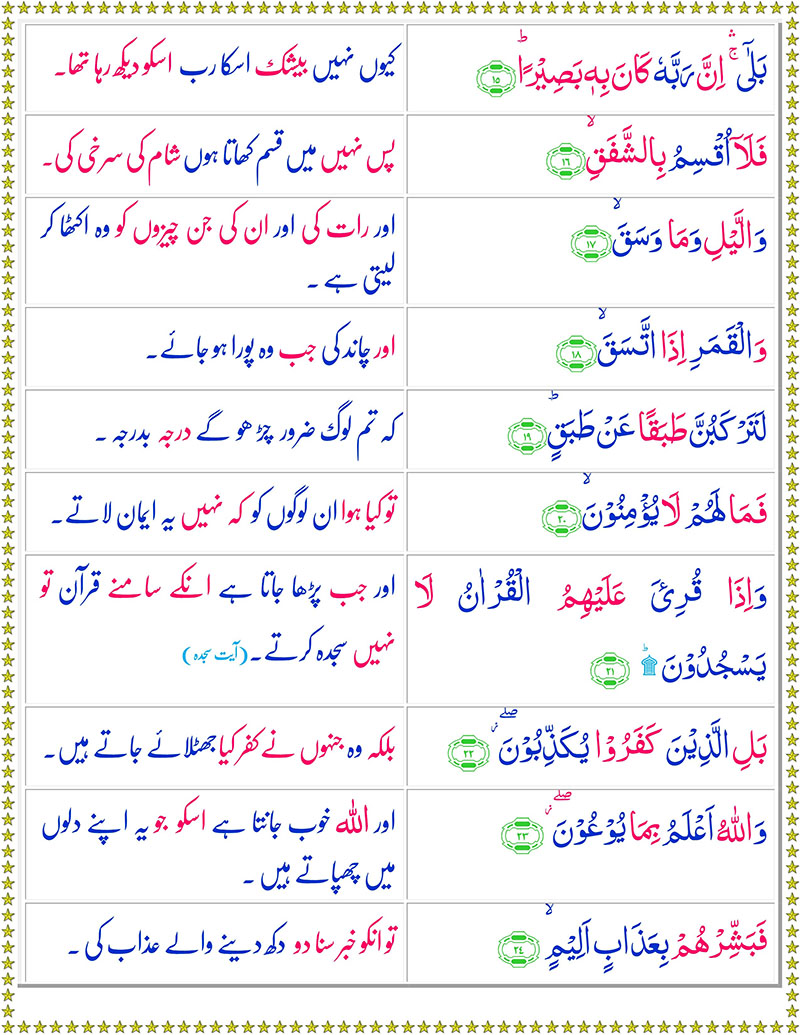 بَلٰٓى ۛۚ اِنَّ رَبَّهٗ كَانَ بِهٖ بَصِيْرًا ؕ ﴿۱۵﴾
کیوں نہیں بیشک اسکا رب اسکو دیکھ رہا تھا۔
فَلَآ اُقْسِمُ بِالشَّفَقِ ۙ ﴿۱۶﴾
پس نہیں میں قسم کھاتا ہوں شام کی سرخی کی۔
وَالَّيْلِ وَمَا وَسَقَ ۙ ﴿۱۷﴾
اور رات کی اور ان کی جن چیزوں کو وہ اکٹھا کر
لیتی ہے ۔
وَالْقَمَرِ اِذَا اتَّسَقَ ۙ ﴿۱۸﴾
اور چاند کی جب وہ پورا ہو جائے۔
لَتَرْكَبُنَّ طَبَقًا عَنْ طَبَقٍ ؕ ﴿۱۹﴾
کہ تم لوگ ضرور چڑھو گے درجہ بدرجہ ۔
فَمَا لَهُمْ لَا يُؤْمِنُوْنَ ۙ ﴿۲۰﴾
تو کیا ہوا ان لوگوں کو کہ نہیں یہ ایمان لاتے۔
وَاِذَا قُرِئَ عَلَيْهِمُ الْقُرْاٰنُ لَا
يَسْجُدُوْنَ ؕ ۩ ﴿۲۱﴾
اور جب پڑھا جاتا ہے انکے سامنے قرآن تو
نہیں سجدہ کرتے۔ (آیت سجدہ)
بَلِ الَّذِيْنَ كَفَرُوْا يُكَذِّبُوْنَ ۖ ﴿۲۲﴾
بلکہ وہ جنہوں نے کفر کیا جھٹلائے جاتے ہیں۔
وَاللّٰهُ اَعْلَمُ بِمَا يُوْعُوْنَ ۖ ﴿۲۳﴾
اور اللہ خوب جانتا ہے اسکو جو یہ اپنے دلوں
میں چھپاتے ہیں ۔
فَبَشِّرْهُمْ بِعَذَابٍ اَلِيْمٍ ۙ ﴿۲۴﴾
تو انکو خبر سنا دو دکھ دینے والے عذاب کی ۔